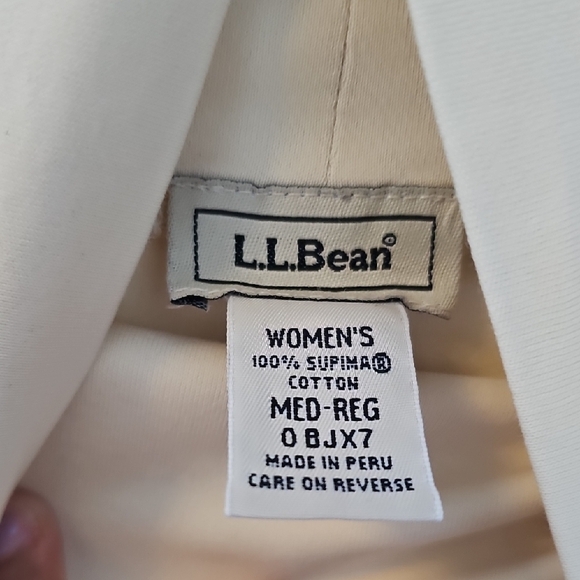 L.L.Bean®
WOMEN'S
100% SUPIMA®
COTTON
MED-REG
0 BJX7
MADE IN PERU
CARE ON REVERSE